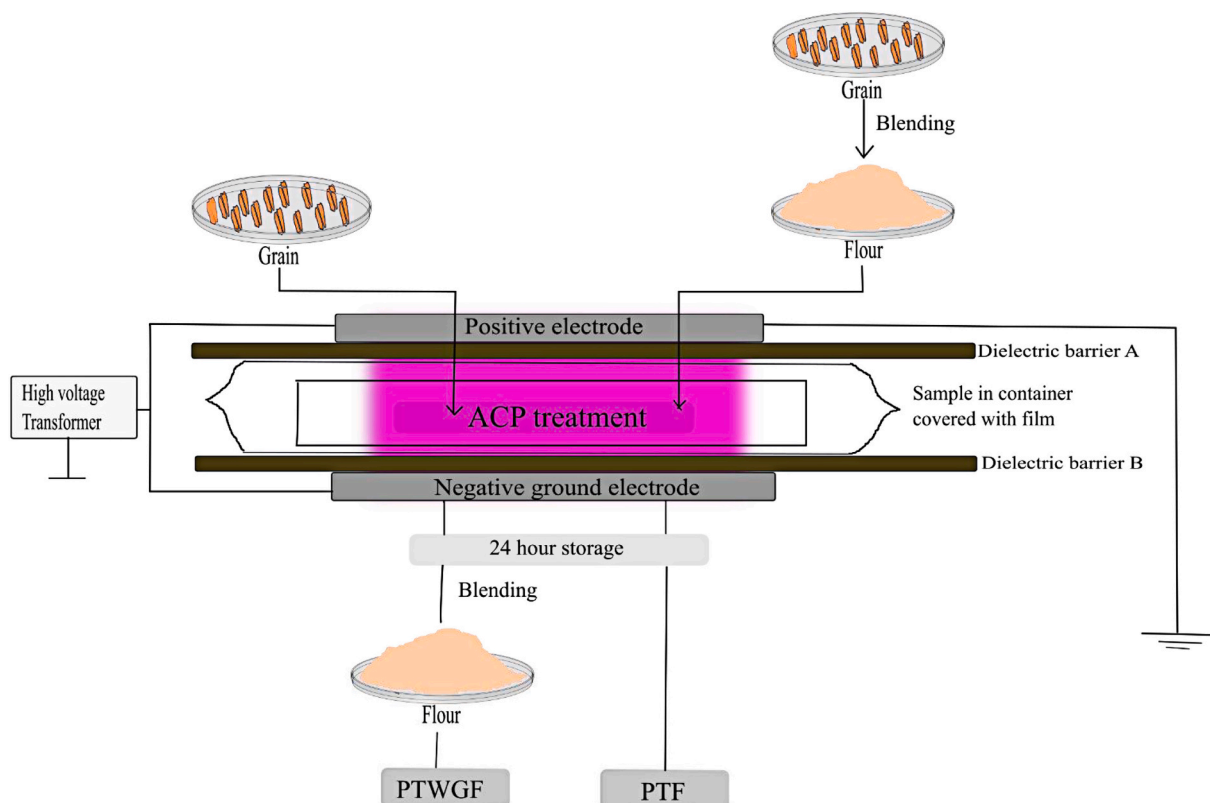 Grain
Blending
Flour
Grain
Positive electrode
Dielectric barrier A
High voltage
Transformer
ACP treatment
Sample in container
covered with film
Dielectric barrier B
Negative ground electrode
24 hour storage
Blending
Flour
PTWGF
PTF